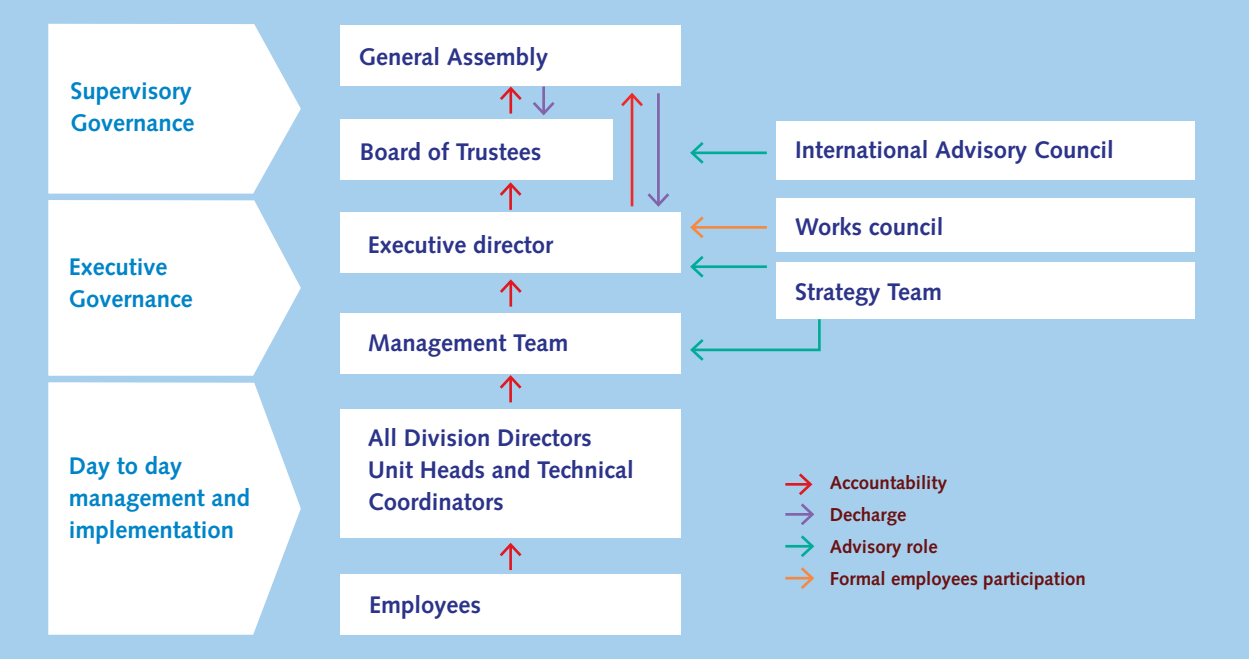 Supervisory
Governance
Executive
Governance
Day to day
management and
implementation
General Assembly
Board of Trustees
Executive director
Management Team
All Division Directors
Unit Heads and Technical
Coordinators
Employees
International Advisory Council
Works council
Strategy Team
Accountability
Decharge
Advisory role
Formal employees participation